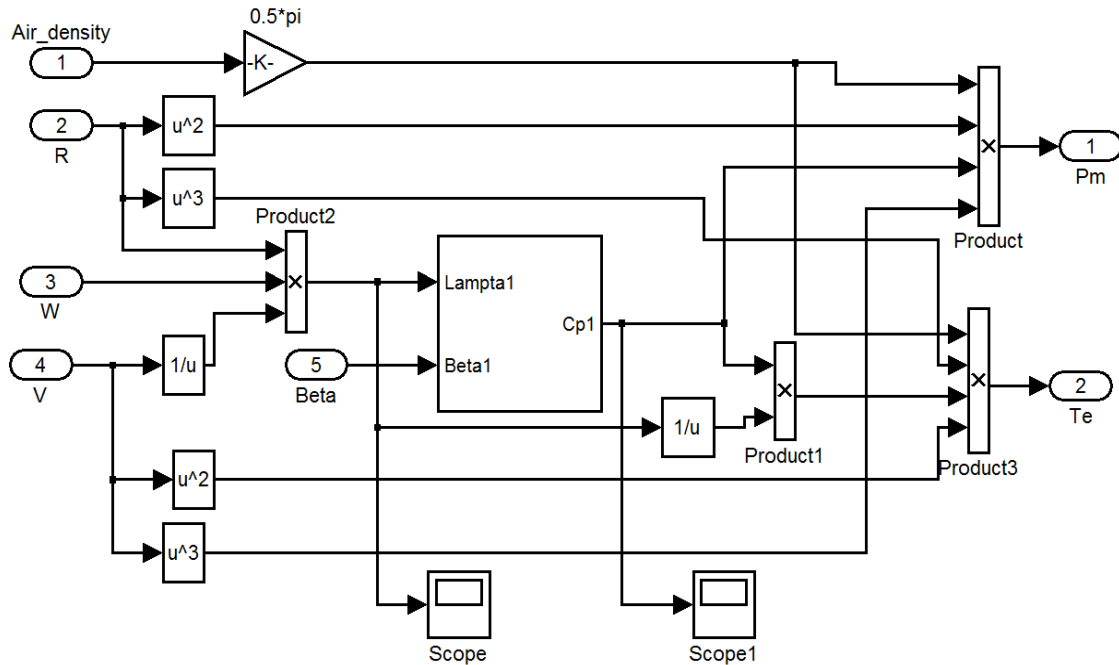 0.5*pi
Air_density
1
-K-
2
R
u^2
u^3
Product2
×
3
W
4
V
1/u
5
Beta
Lampta1
Beta1
Cp1
1/u
×
Product1
×
Product
1
Pm
×
Product3
2
Te
u^2
u^3
Scope
Scope1